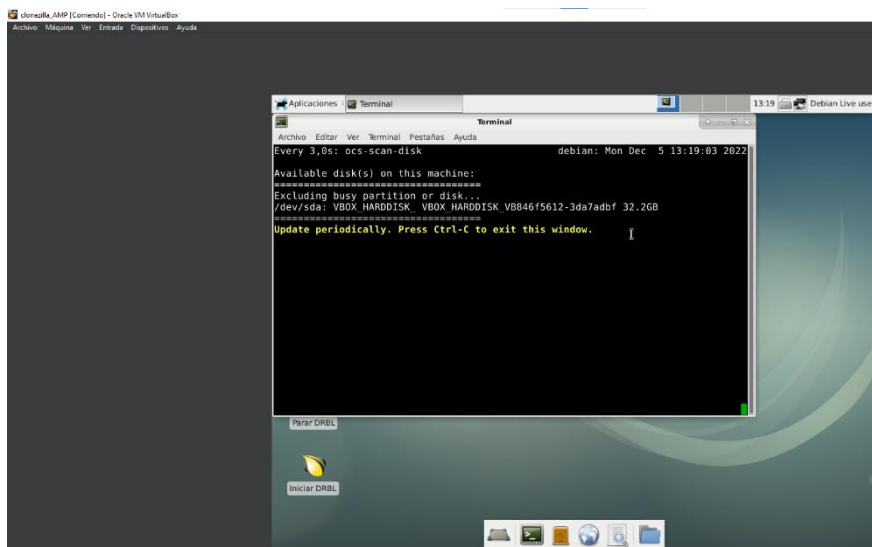 clonezilla_AMP [Corriendo] - Oracle VM VirtualBox
Archivo Máquina Ver Entrada Dispositivos Ayuda
Aplicaciones Terminal 13:19 Debian Live use
Terminal
Archivo Editar Ver Terminal Pestañas Ayuda
Every 3,0s: ocs-scan-disk debian: Mon Dec 5 13:19:03 2022
Available disk(s) on this machine:
===================================
Excluding busy partition or disk...
/dev/sda: VBOX_HARDDISK_ VBOX_HARDDISK_VB846f5612-3da7adbf 32.2GB
===================================
Update periodically. Press Ctrl-C to exit this window.
Parar DRBL
Iniciar DRBL